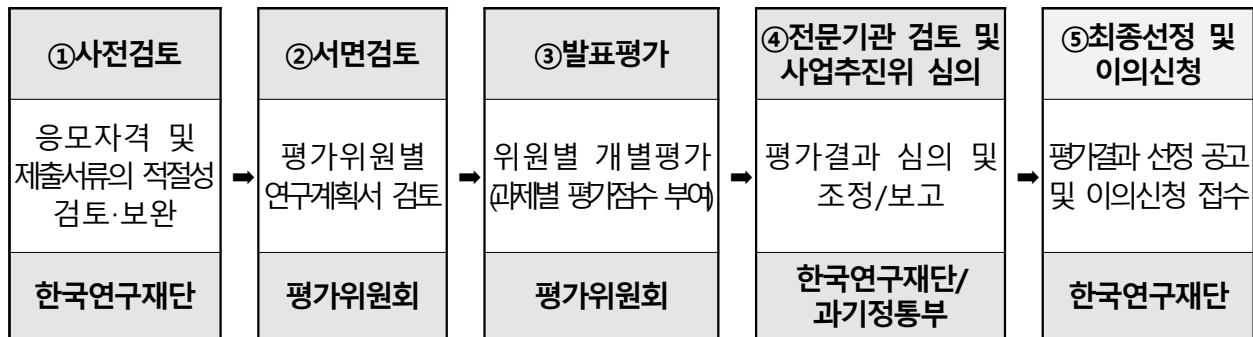 ①사전검토
응모자격 및
제출서류의 적절성
검토·보완
한국연구재단
➡
②서면검토
평가위원별
연구계획서 검토
평가위원회
➡
③발표평가
위원별 개별평가
(과제별 평가점수 부여)
평가위원회
➡
④전문기관 검토 및
사업추진위 심의
평가결과 심의 및
조정/보고
한국연구재단/
과기정통부
➡
⑤최종선정 및
이의신청
평가결과 선정 공고
및 이의신청 접수
한국연구재단